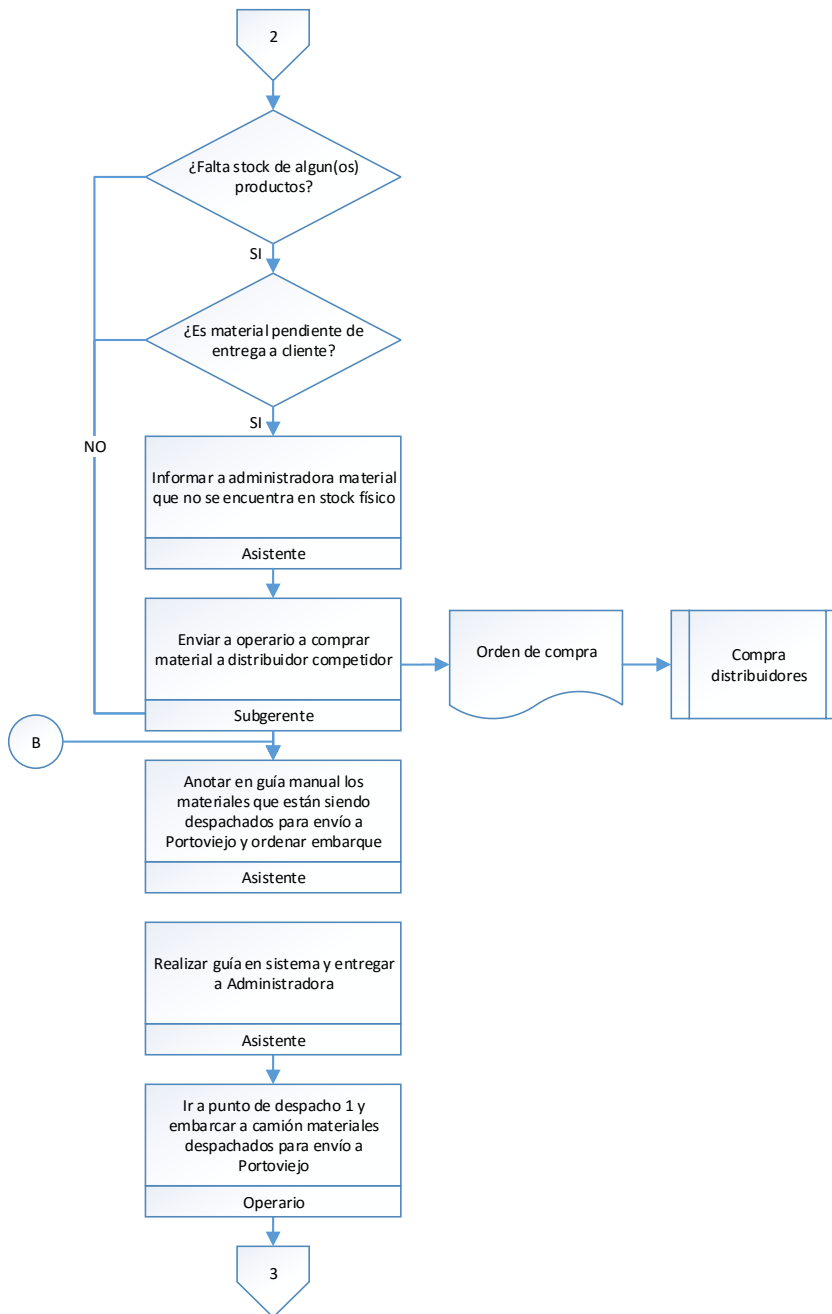 2
¿Falta stock de algun(os)
productos?
SI
¿Es material pendiente de
entrega a cliente?
SI
NO
Informar a administradora material
que no se encuentra en stock físico
Asistente
Enviar a operario a comprar
material a distribuidor competidor
Subgerente
Orden de compra
Compra
distribuidores
B
Anotar en guía manual los
materiales que están siendo
despachados para envío a
Portoviejo y ordenar embarque
Asistente
Realizar guía en sistema y entregar
a Administradora
Asistente
Ir a punto de despacho 1 y
embarcar a camión materiales
despachados para envío a
Portoviejo
Operario
3